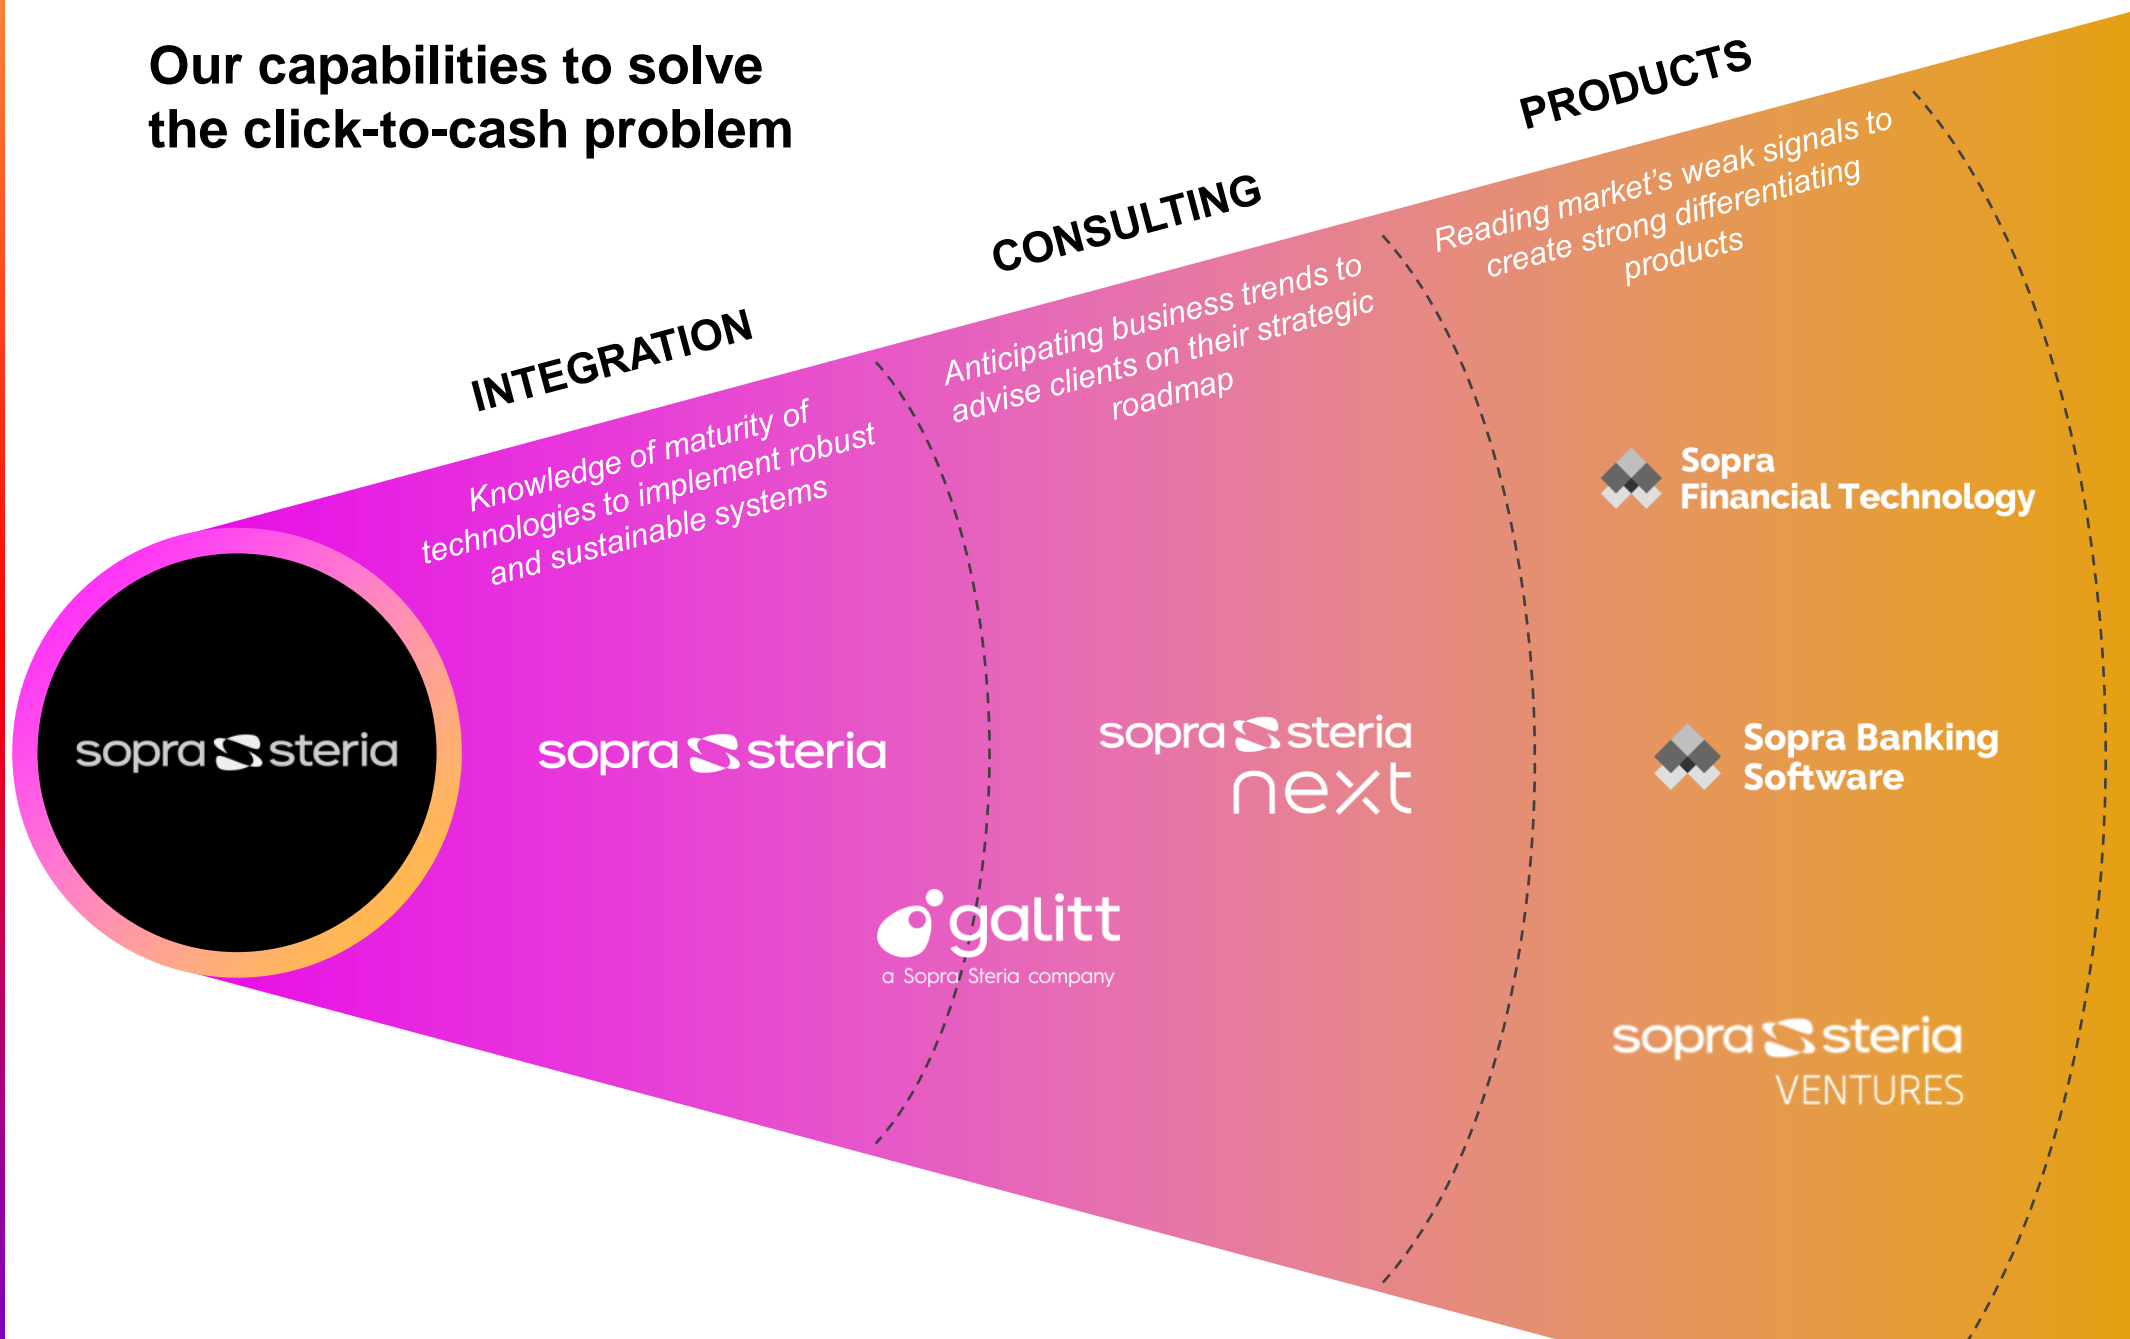 Our capabilities to solve
the click-to-cash problem
INTEGRATION
Knowledge of maturity of
technologies to implement robust
and sustainable systems
CONSULTING
Anticipating business trends to
advise clients on their strategic
roadmap
PRODUCTS
Reading market’s weak signals to
create strong differentiating
products
sopra steria
sopra steria
galitt
a Sopra Steria company
sopra steria
next
Sopra
Financial Technology
Sopra Banking
Software
sopra steria
VENTURES